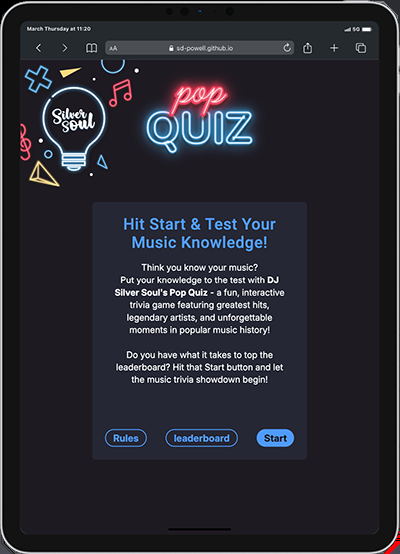 March Thursday at 11:20
5G
AA
sd-powell.github.io
Silver
Soul
pop
QUIZ
Hit Start & Test Your
Music Knowledge!
Think you know your music?
Put your knowledge to the test with DJ
Silver Soul's Pop Quiz - a fun, interactive
trivia game featuring greatest hits,
legendary artists, and unforgettable
moments in popular music history!
Do you have what it takes to top the
leaderboard? Hit that Start button and let
the music trivia showdown begin!
Rules
leaderboard
Start